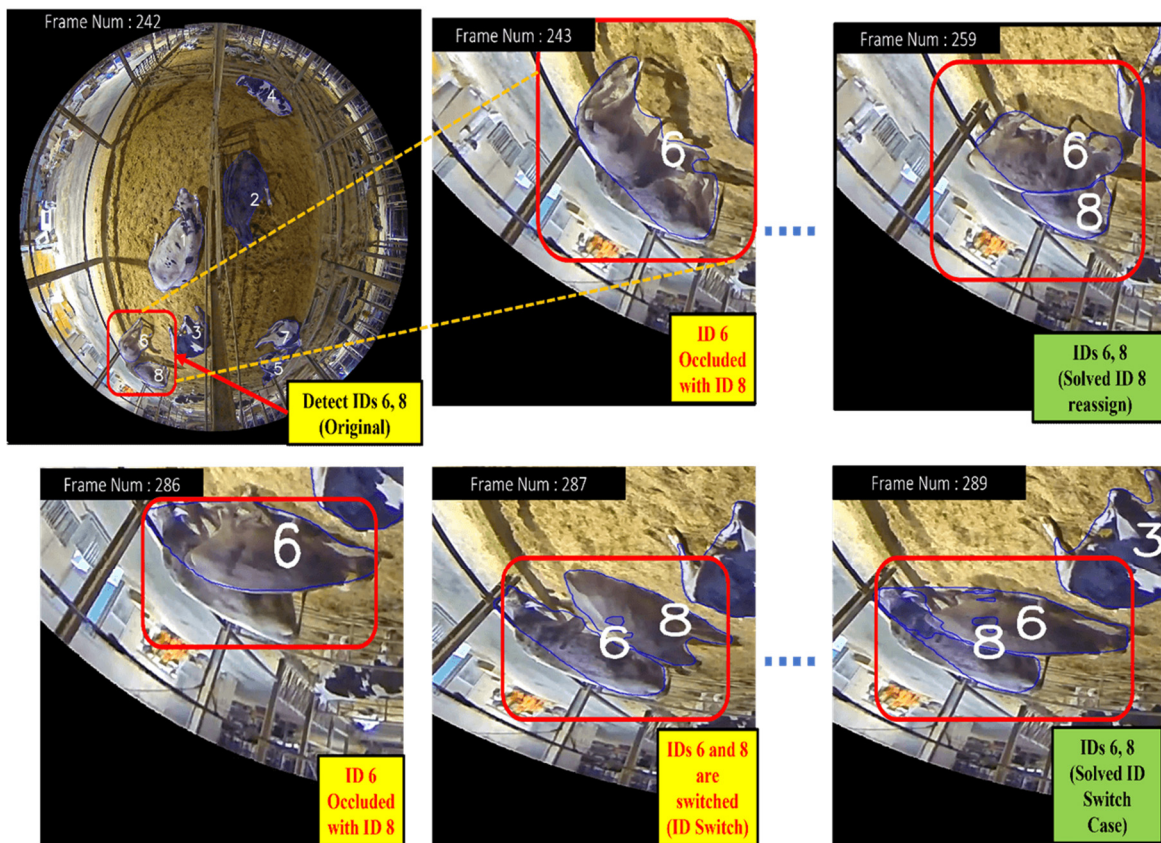 Frame Num : 242
4
2
6
3
8
7
5
Detect IDs 6, 8
(Original)
Frame Num : 243
6
ID 6
Occluded
with ID 8
Frame Num : 259
6
8
IDs 6, 8
(Solved ID 8
reassign)
Frame Num : 286
6
ID 6
Occluded
with ID 8
Frame Num : 287
8
6
IDs 6 and 8
are
switched
(ID Switch)
Frame Num : 289
3
6
8
IDs 6, 8
(Solved ID
Switch
Case)